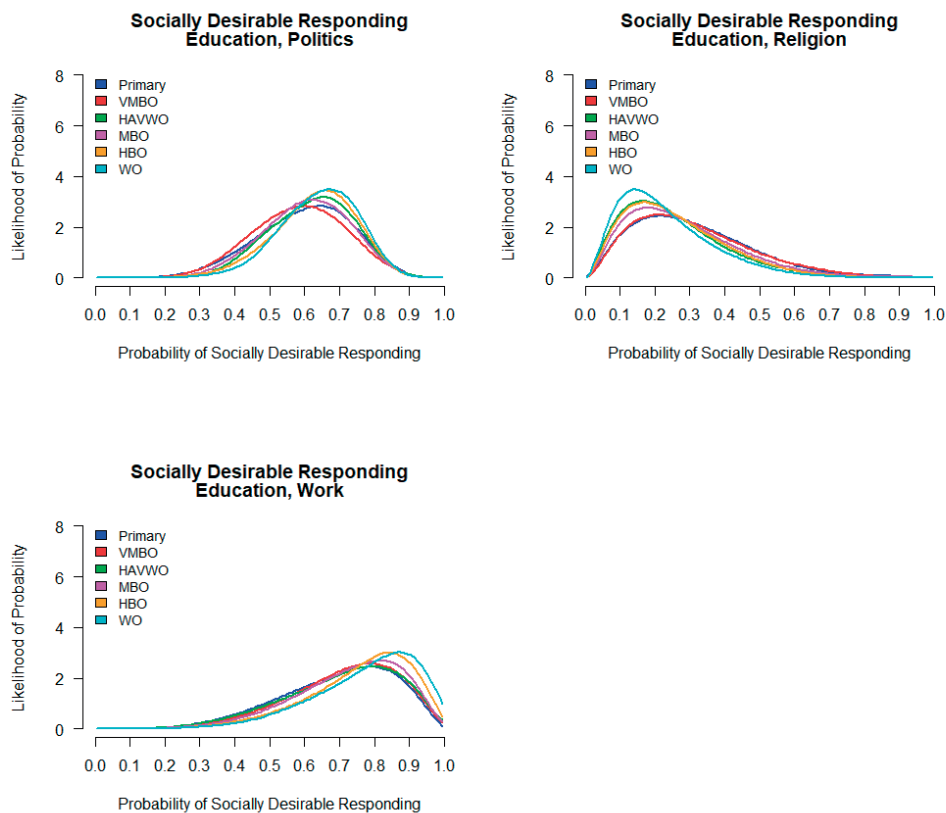 Socially Desirable Responding
Education, Politics
Likelihood of Probability
8
6
4
2
0
Primary
VMBO
HAVWO
MBO
HBO
WO
0.0 0.1 0.2 0.3 0.4 0.5 0.6 0.7 0.8 0.9 1.0
Probability of Socially Desirable Responding
Socially Desirable Responding
Education, Religion
Likelihood of Probability
8
6
4
2
0
Primary
VMBO
HAVWO
MBO
HBO
WO
0.0 0.1 0.2 0.3 0.4 0.5 0.6 0.7 0.8 0.9 1.0
Probability of Socially Desirable Responding
Socially Desirable Responding
Education, Work
Likelihood of Probability
8
6
4
2
0
Primary
VMBO
HAVWO
MBO
HBO
WO
0.0 0.1 0.2 0.3 0.4 0.5 0.6 0.7 0.8 0.9 1.0
Probability of Socially Desirable Responding